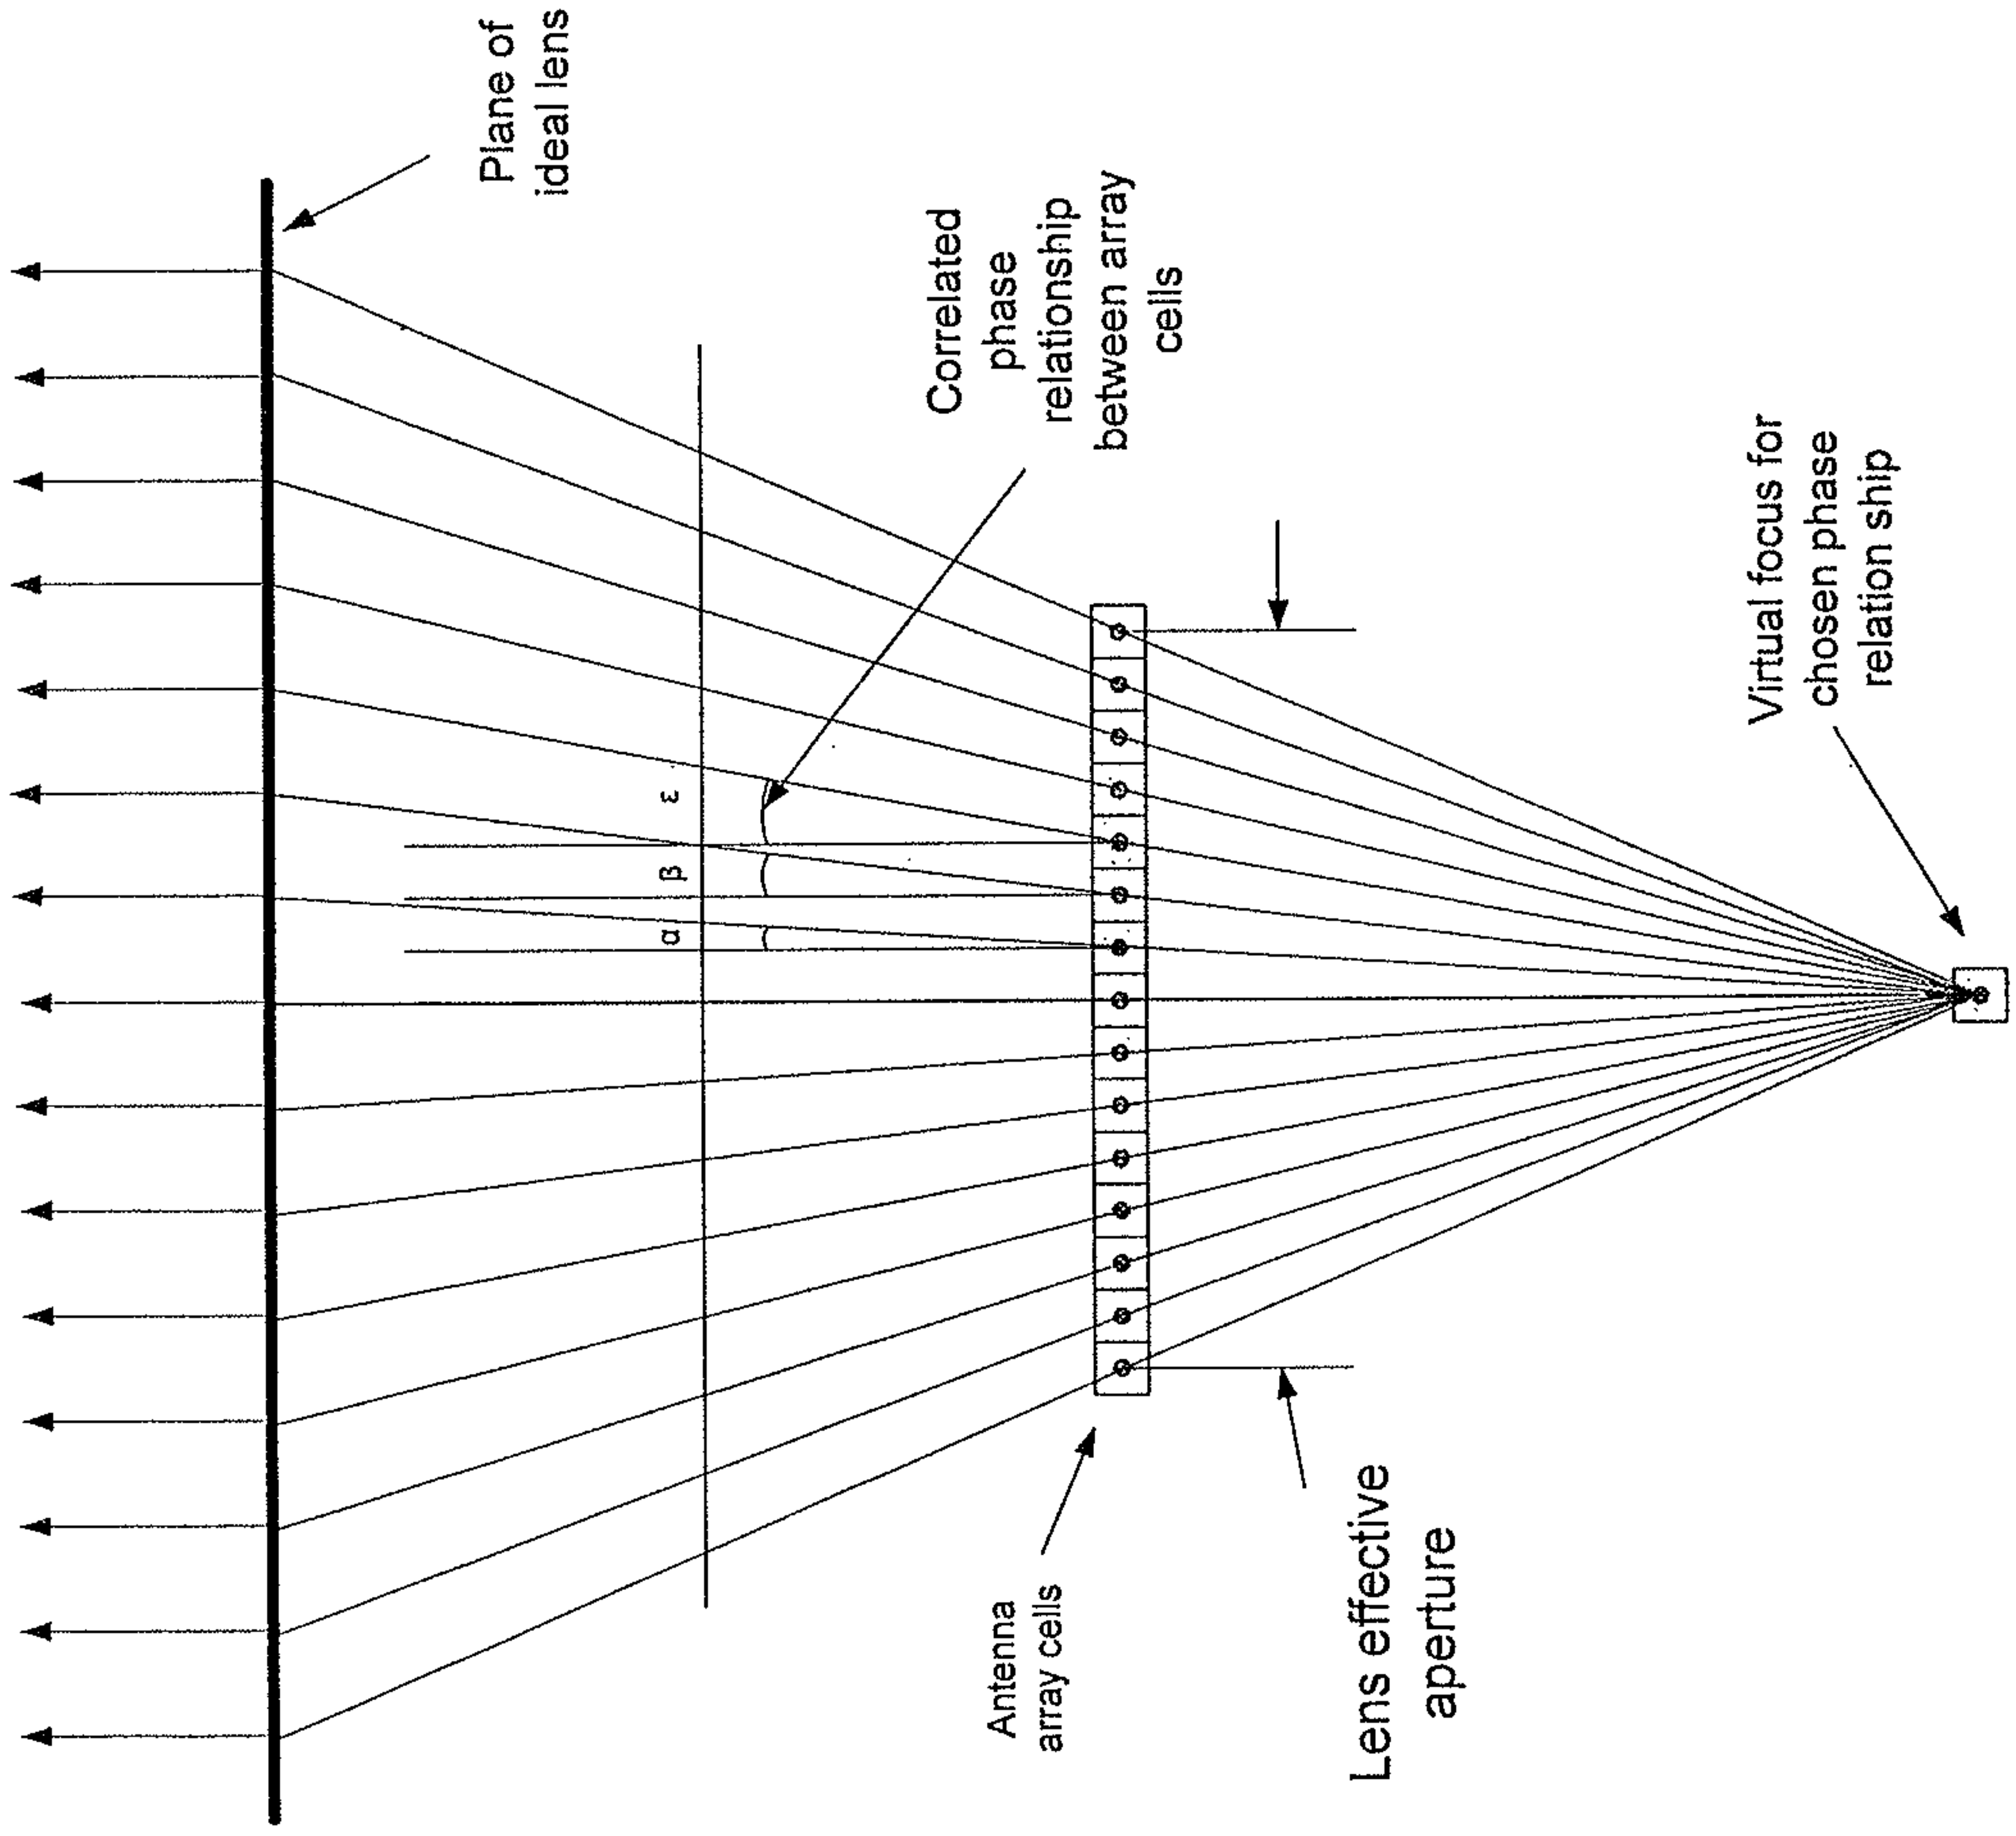 Plane of
ideal lens
α β ε
Correlated
phase
relationship
between array
cells
Antenna
array cells
Lens effective
aperture
Virtual focus for
chosen phase
relation ship